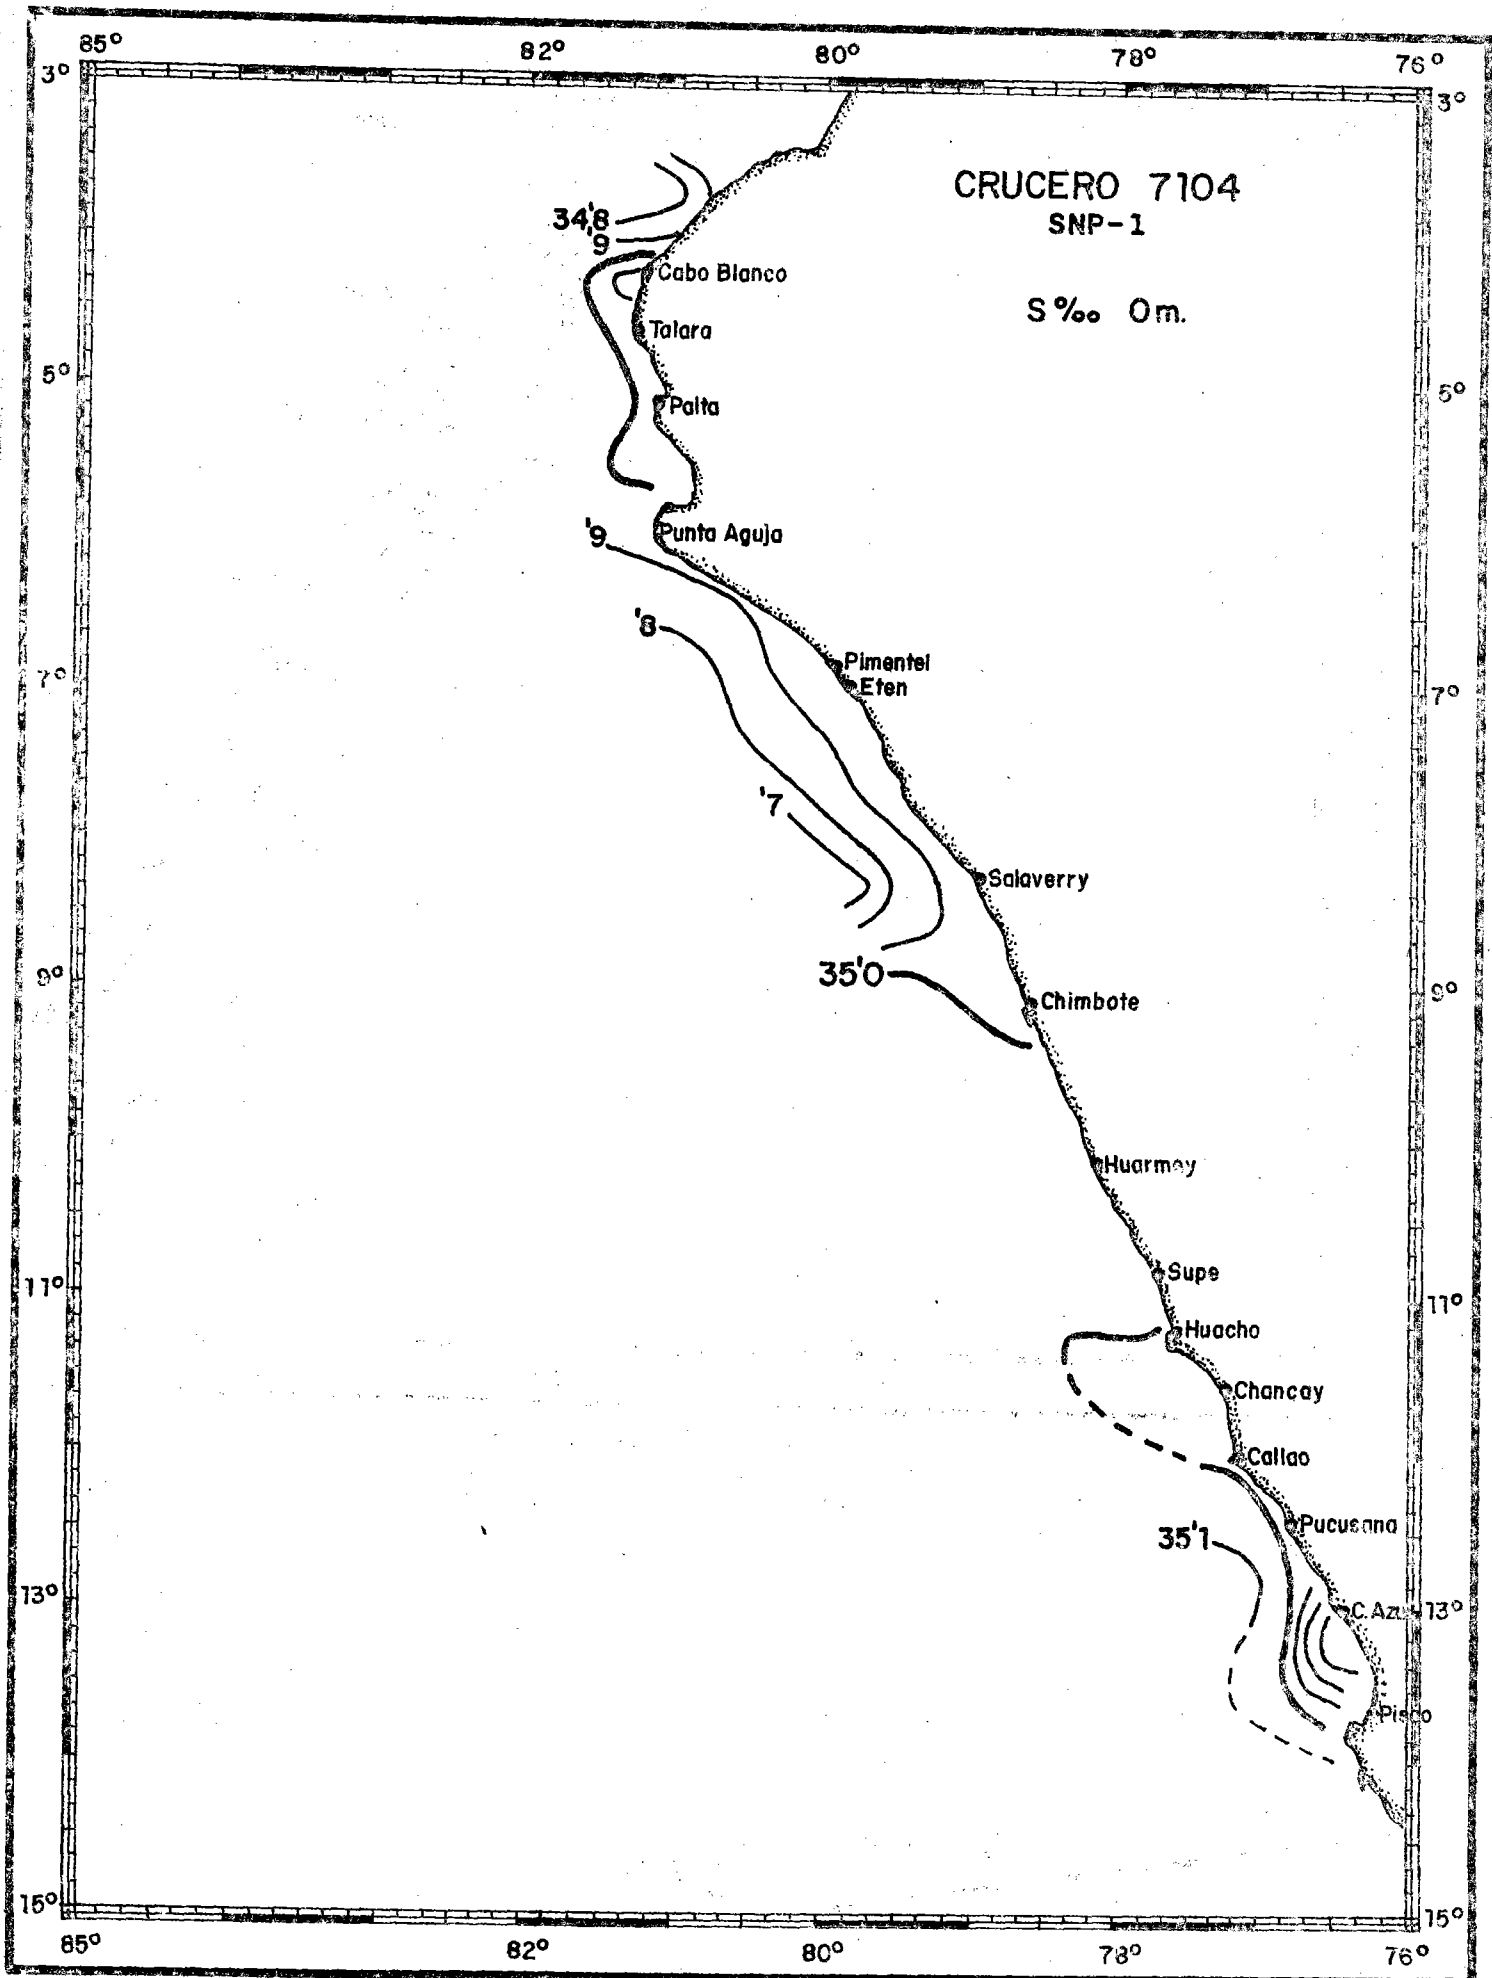 85° 82° 80° 78° 76°
3° 3°
CRUCERO 7104
SNP-1
34'8
'9
Cabo Blanco
S‰ 0m.
Talara
5° 5°
Paita
'9
Punta Aguja
'8
Pimentel
7° Eten 7°
'7
Salaverry
9° 35'0 9°
Chimbote
Huarmey
Supe
11° 11°
Huacho
Chancay
Callao
Pucusana
35'1
13° C. Azul 13°
Pisco
15° 15°
85° 82° 80° 78° 76°